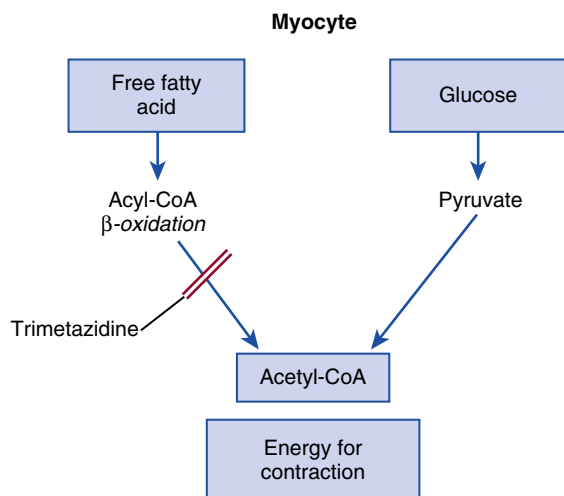 Myocyte
Free fatty
acid
Glucose
Acyl-CoA
β-oxidation
Pyruvate
Trimetazidine
Acetyl-CoA
Energy for
contraction